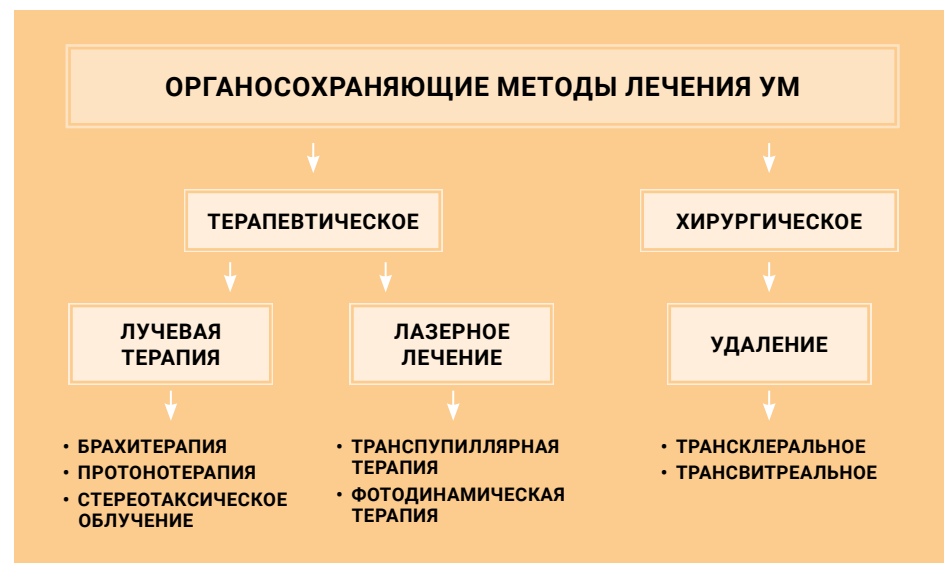 ОРГАНОСОХРАНЯЮЩИЕ МЕТОДЫ ЛЕЧЕНИЯ УМ
ТЕРАПЕВТИЧЕСКОЕ
ХИРУРГИЧЕСКОЕ
ЛУЧЕВАЯ
ТЕРАПИЯ
ЛАЗЕРНОЕ
ЛЕЧЕНИЕ
УДАЛЕНИЕ
• БРАХИТЕРАПИЯ
• ПРОТОНОТЕРАПИЯ
• СТЕРЕОТАКСИЧЕСКОЕ
ОБЛУЧЕНИЕ
• ТРАНСПУПИЛЛЯРНАЯ
ТЕРАПИЯ
• ФОТОДИНАМИЧЕСКАЯ
ТЕРАПИЯ
• ТРАНСКЛЕРАЛЬНОЕ
• ТРАНСВИТРЕАЛЬНОЕ